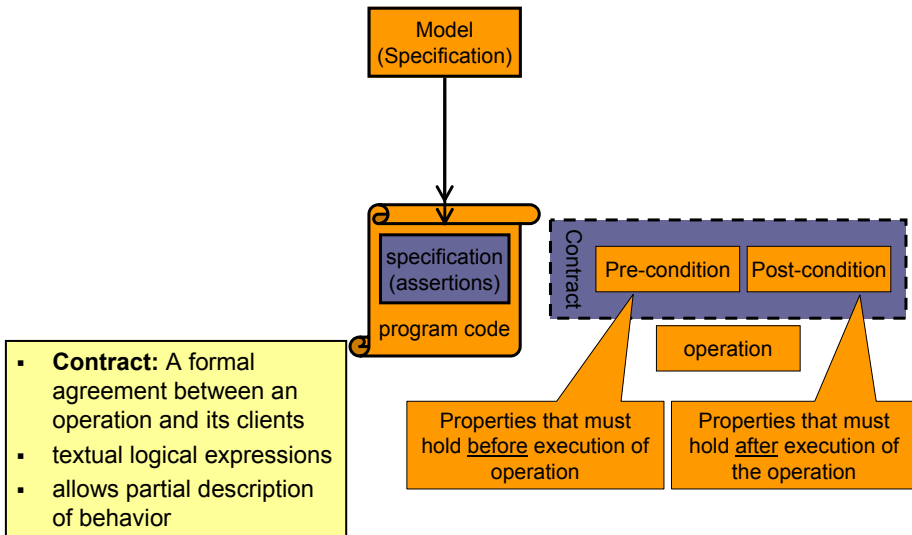 Model
(Specification)
specification
(assertions)
program code
Contract
Pre-condition
Post-condition
operation
Properties that must
hold before execution of
operation
Properties that must
hold after execution of
the operation
▪ Contract: A formal
agreement between an
operation and its clients
▪ textual logical expressions
▪ allows partial description
of behavior